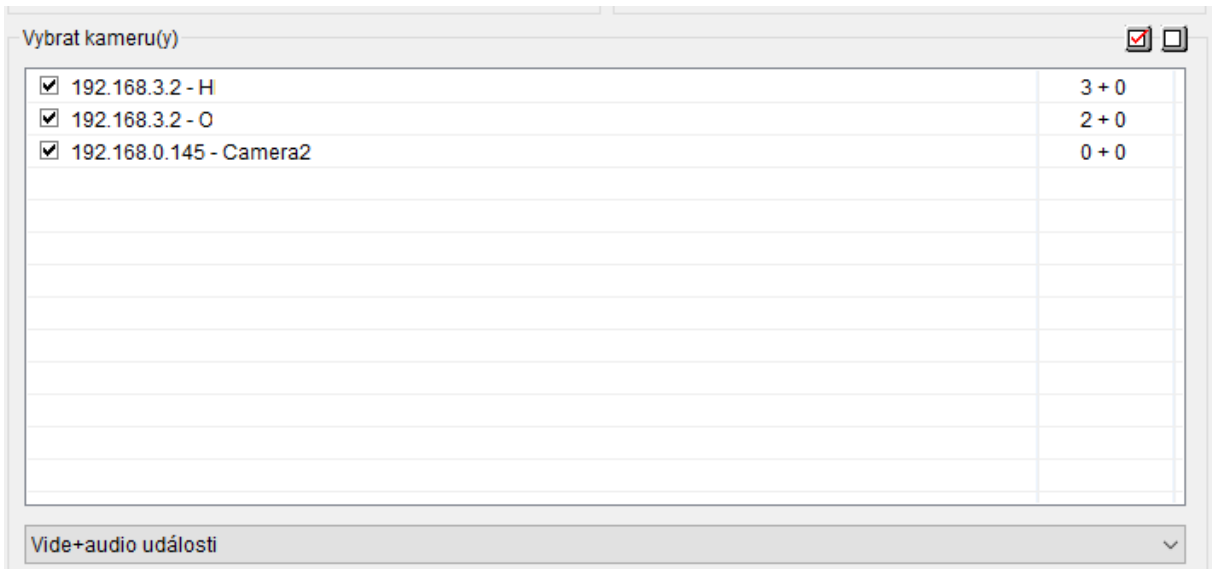 Vybrat kameru(y)
192.168.3.2 - H 3 + 0
192.168.3.2 - O 2 + 0
192.168.0.145 - Camera2 0 + 0
Vide+audio události